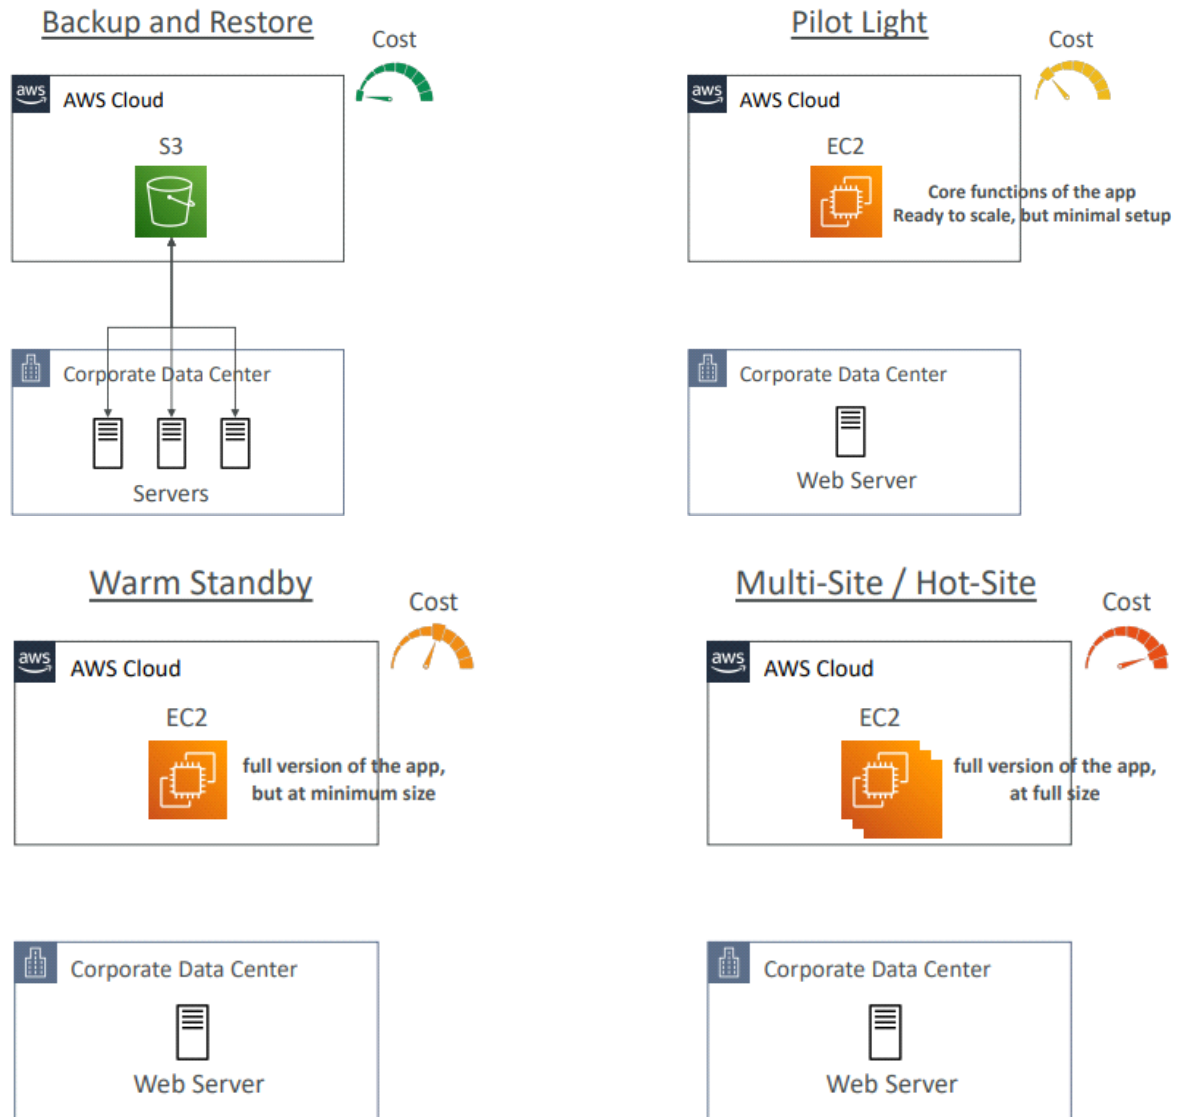 Backup and Restore
Cost
aws
AWS Cloud
S3
Corporate Data Center
Servers
Pilot Light
Cost
aws
AWS Cloud
EC2
Core functions of the app
Ready to scale, but minimal setup
Corporate Data Center
Web Server
Warm Standby
Cost
aws
AWS Cloud
EC2
full version of the app,
but at minimum size
Corporate Data Center
Web Server
Multi-Site / Hot-Site
Cost
aws
AWS Cloud
EC2
full version of the app,
at full size
Corporate Data Center
Web Server